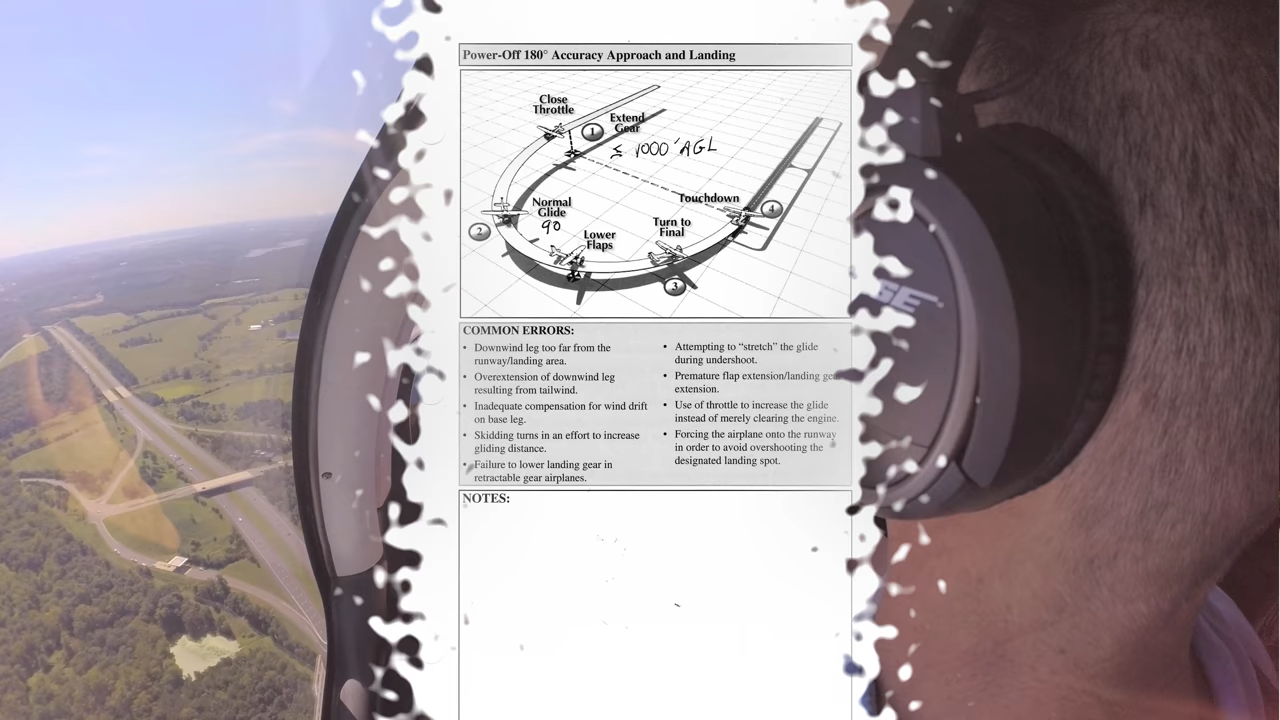 Power-Off 180° Accuracy Approach and Landing
Close
Throttle
1
Extend
Gear
≤ 1000' AGL
Touchdown
4
Normal
Glide
90
2
Turn to
Final
Lower
Flaps
3
COMMON ERRORS:
• Downwind leg too far from the
runway/landing area.
• Overextension of downwind leg
resulting from tailwind.
• Inadequate compensation for wind drift
on base leg.
• Skidding turns in an effort to increase
gliding distance.
• Failure to lower landing gear in
retractable gear airplanes.
• Attempting to “stretch” the glide
during undershoot.
• Premature flap extension/landing gear
extension.
• Use of throttle to increase the glide
instead of merely clearing the engine.
• Forcing the airplane onto the runway
in order to avoid overshooting the
designated landing spot.
NOTES: